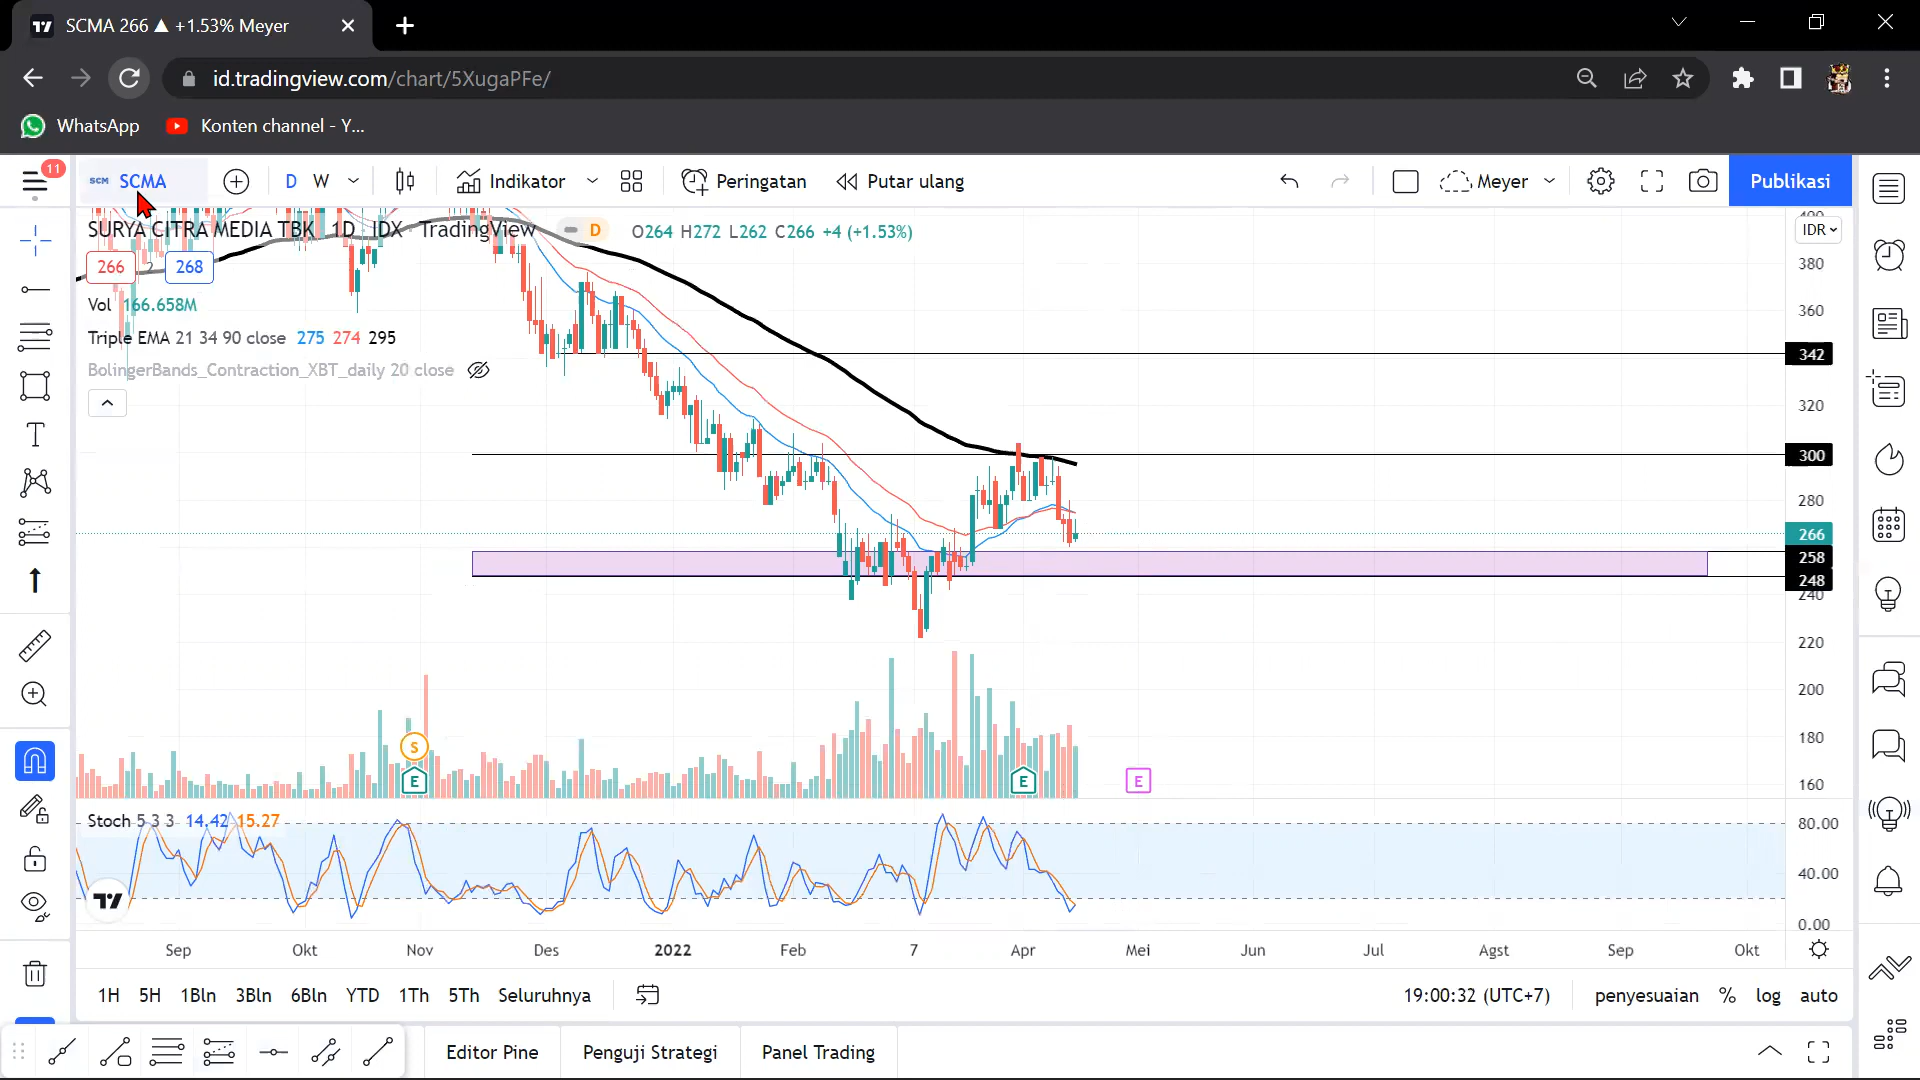 SCMA 266 ▲ +1.53% Meyer
id.tradingview.com/chart/5XugaPFe/
WhatsApp
Konten channel - Y...
11
SCM SCMA
D W
Indikator
Peringatan
Putar ulang
Meyer
Publikasi
SURYA CITRA MEDIA TBK · 1D · IDX · TradingView
D
O264 H272 L262 C266 +4 (+1.53%)
IDR
266 2 268
Vol 166.658M
Triple EMA 21 34 90 close 275 274 295
BolingerBands_Contraction_XBT_daily 20 close
400
380
360
342
320
300
280
266
258
248
240
220
200
180
160
S
E
E
E
Stoch 5 3 3 14.42 15.27
80.00
40.00
0.00
Sep Okt Nov Des 2022 Feb 7 Apr Mei Jun Jul Agst Sep Okt
1H 5H 1Bln 3Bln 6Bln YTD 1Th 5Th Seluruhnya
19:00:32 (UTC+7) penyesuaian % log auto
Editor Pine Penguji Strategi Panel Trading